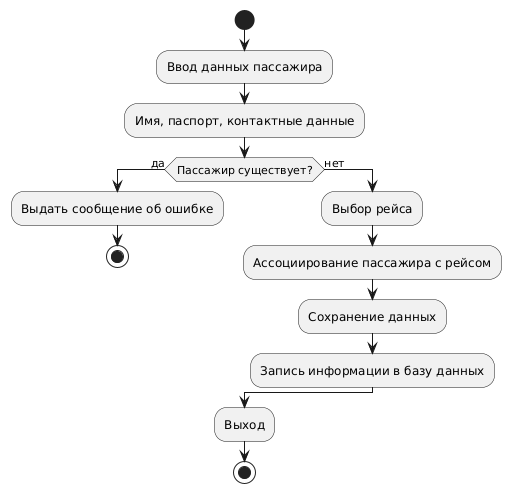 Ввод данных пассажира
Имя, паспорт, контактные данные
да
Пассажир существует?
нет
Выдать сообщение об ошибке
Выбор рейса
Ассоциирование пассажира с рейсом
Сохранение данных
Запись информации в базу данных
Выход